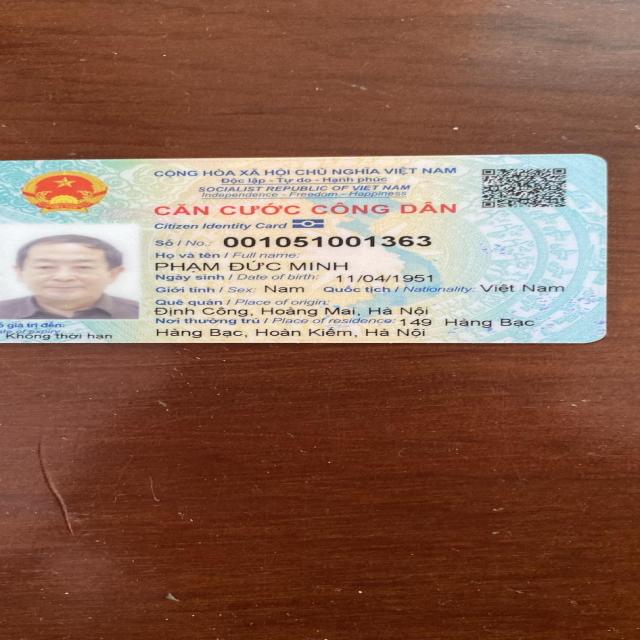 CỘNG HÒA XÃ HỘI CHỦ NGHĨA VIỆT NAM
Độc lập - Tự do - Hạnh phúc
SOCIALIST REPUBLIC OF VIET NAM
Independence - Freedom - Happiness
CĂN CƯỚC CÔNG DÂN
Citizen Identity Card
Số / No.: 001051001363
Họ và tên / Full name:
PHẠM ĐỨC MINH
Ngày sinh / Date of birth: 11/04/1951
Giới tính / Sex: Nam Quốc tịch / Nationality: Việt Nam
Quê quán / Place of origin:
Định Công, Hoàng Mai, Hà Nội
Nơi thường trú / Place of residence: 149 Hàng Bạc
Hàng Bạc, Hoàn Kiếm, Hà Nội
giá trị đến:
of expiry:
Không thời hạn